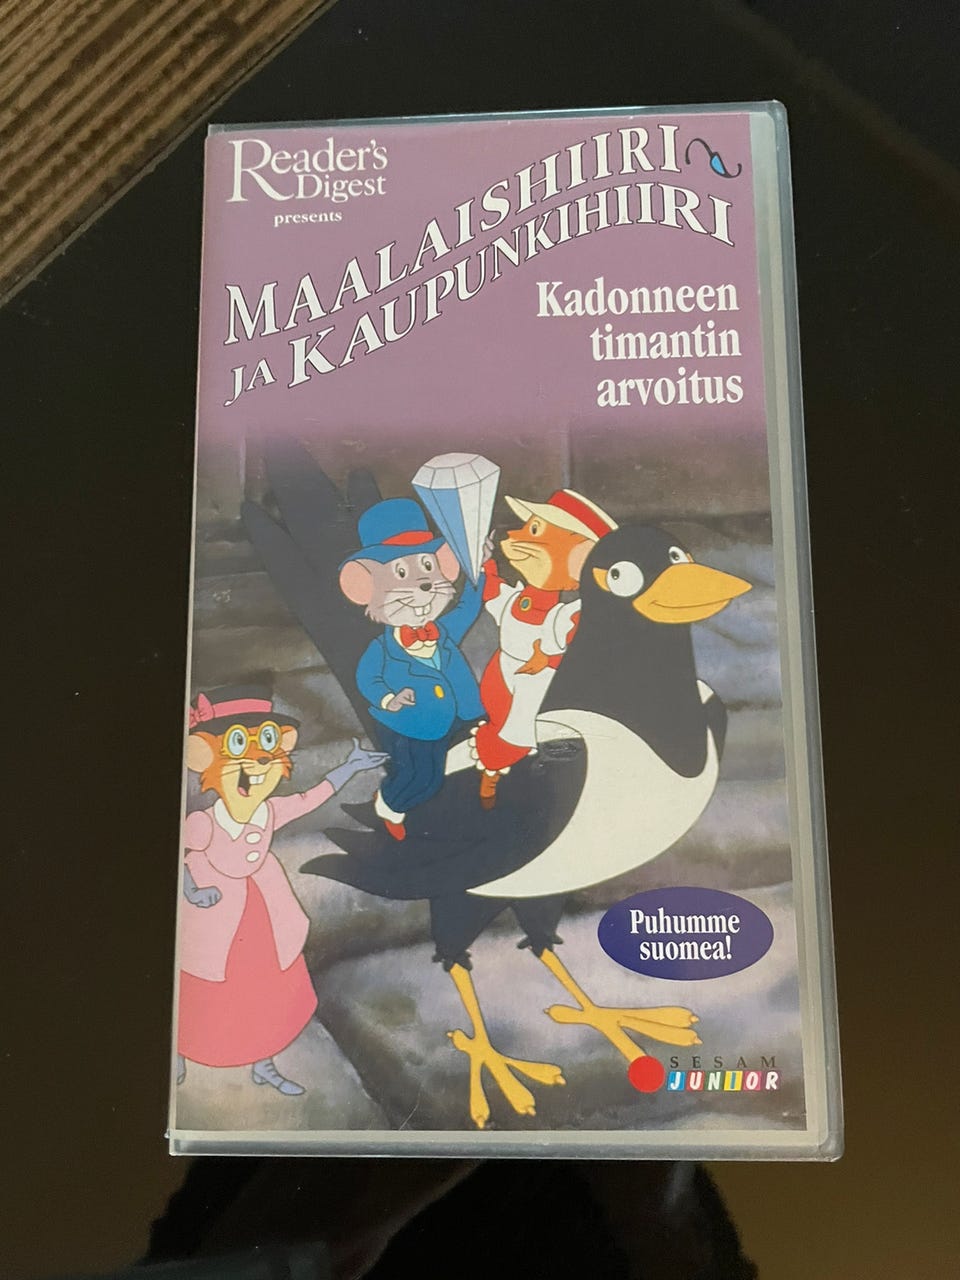 Reader's
Digest
presents
MAALAISHIIRI
JA KAUPUNKIHIIRI
Kadonneen
timantin
arvoitus
Puhumme
suomea!
SESAM
JUNIOR